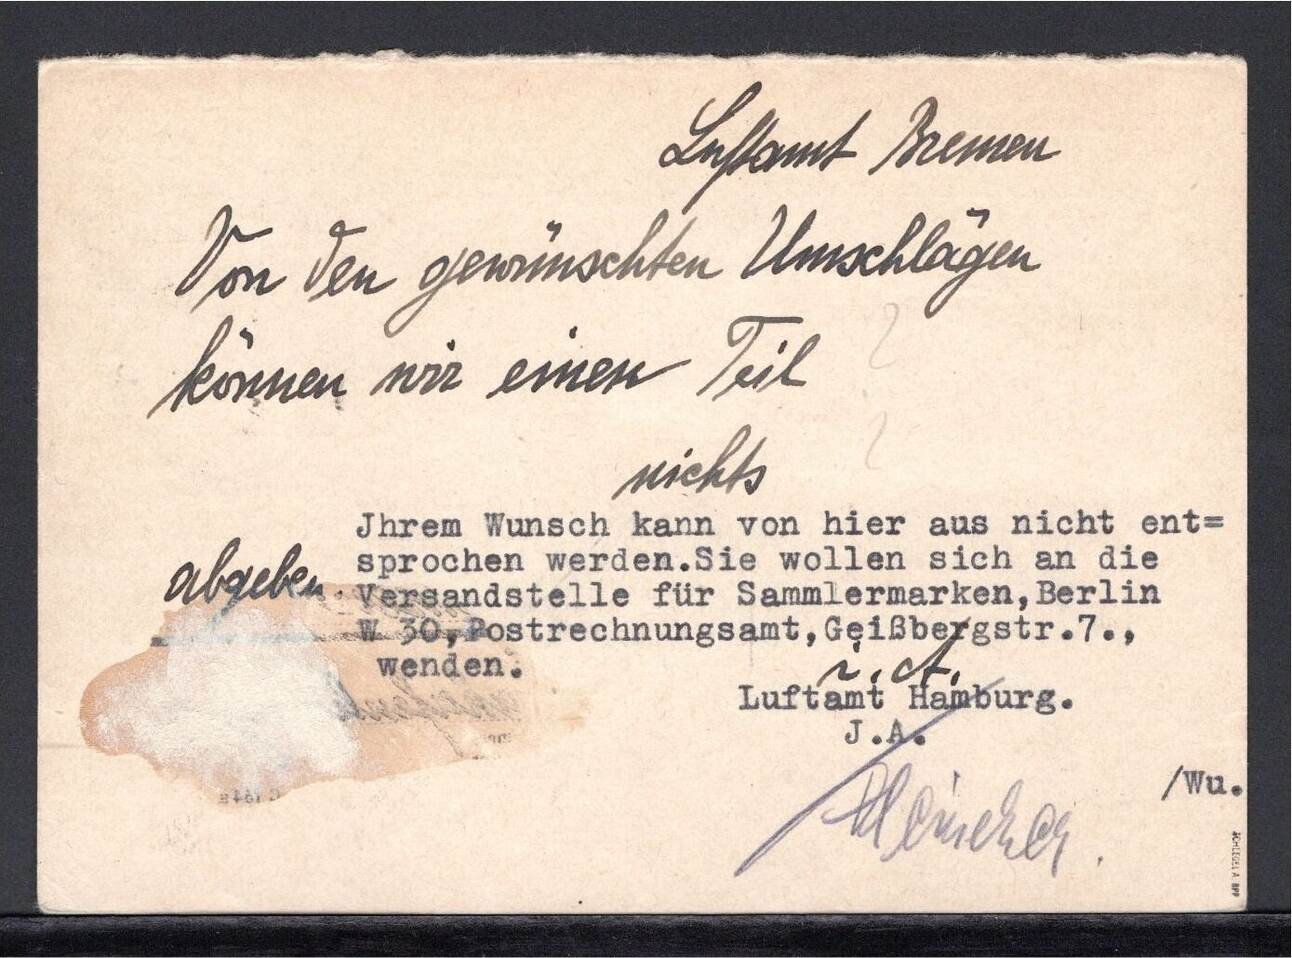 Luftamt Bremen
Von den gewünschten Umschlägen
können wir einen Teil
nichts
Jhrem Wunsch kann von hier aus nicht ent=
abgeben. sprochen werden.Sie wollen sich an die
Versandstelle für Sammlermarken,Berlin
W 30,Postrechnungsamt,Geißbergstr.7.,
wenden.
i.A.
Luftamt Hamburg.
J.A.
/Wu.
SCHLEGEL A BPP